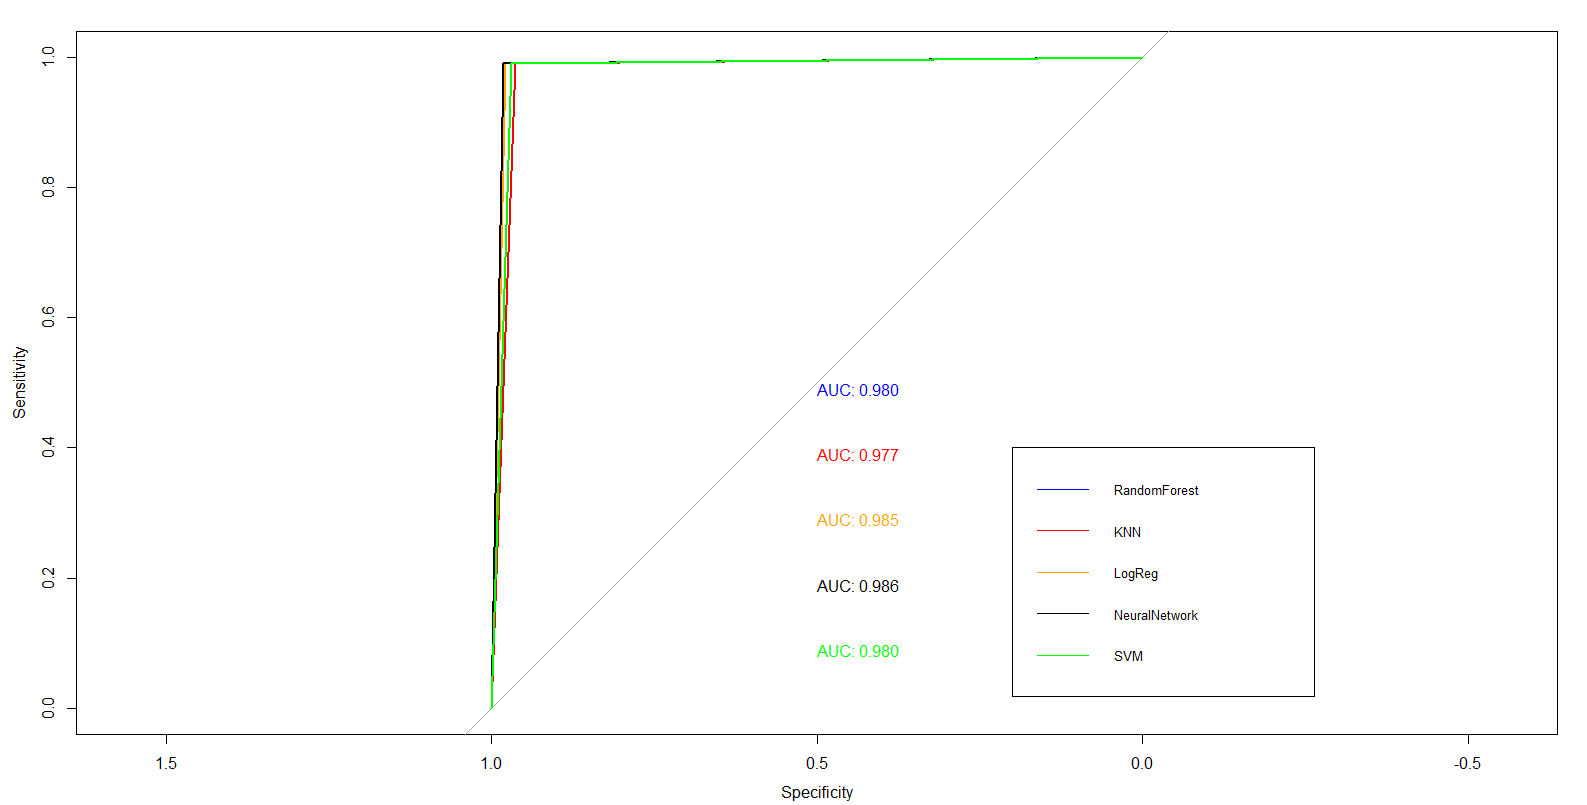 1.0
0.8
0.6
0.4
0.2
0.0
Sensitivity
AUC: 0.980
AUC: 0.977
AUC: 0.985
AUC: 0.986
AUC: 0.980
RandomForest
KNN
LogReg
NeuralNetwork
SVM
1.5
1.0
0.5
0.0
-0.5
Specificity